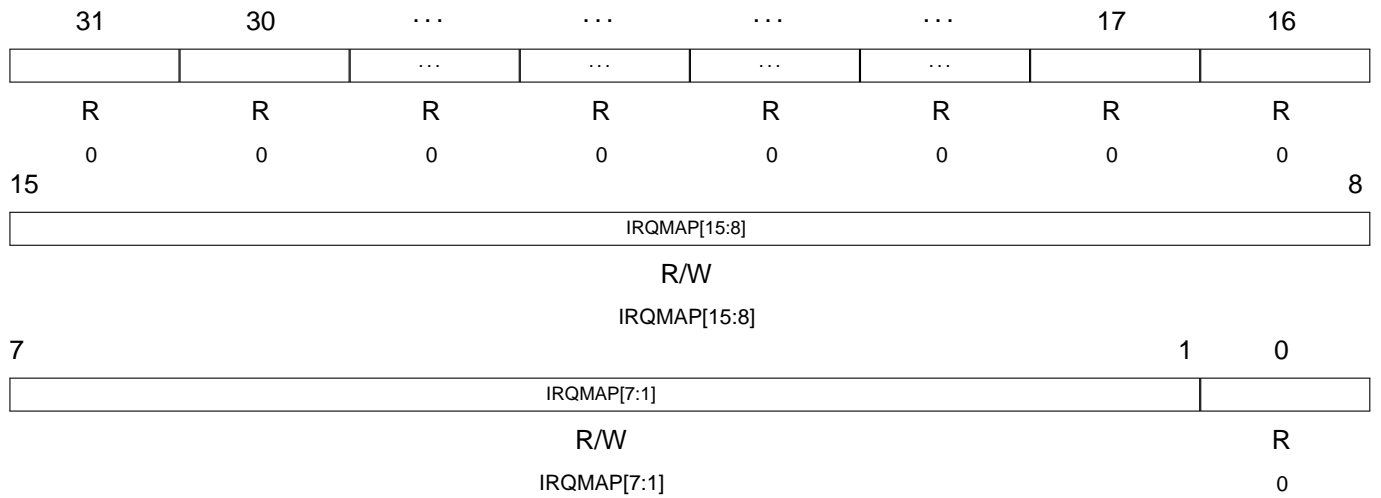 31 30 ... ... ... ... 17 16
... ... ... ...
R R R R R R R R
0 0 0 0 0 0 0 0
15 8
IRQMAP[15:8]
R/W
IRQMAP[15:8]
7 1 0
IRQMAP[7:1]
R/W R
IRQMAP[7:1] 0